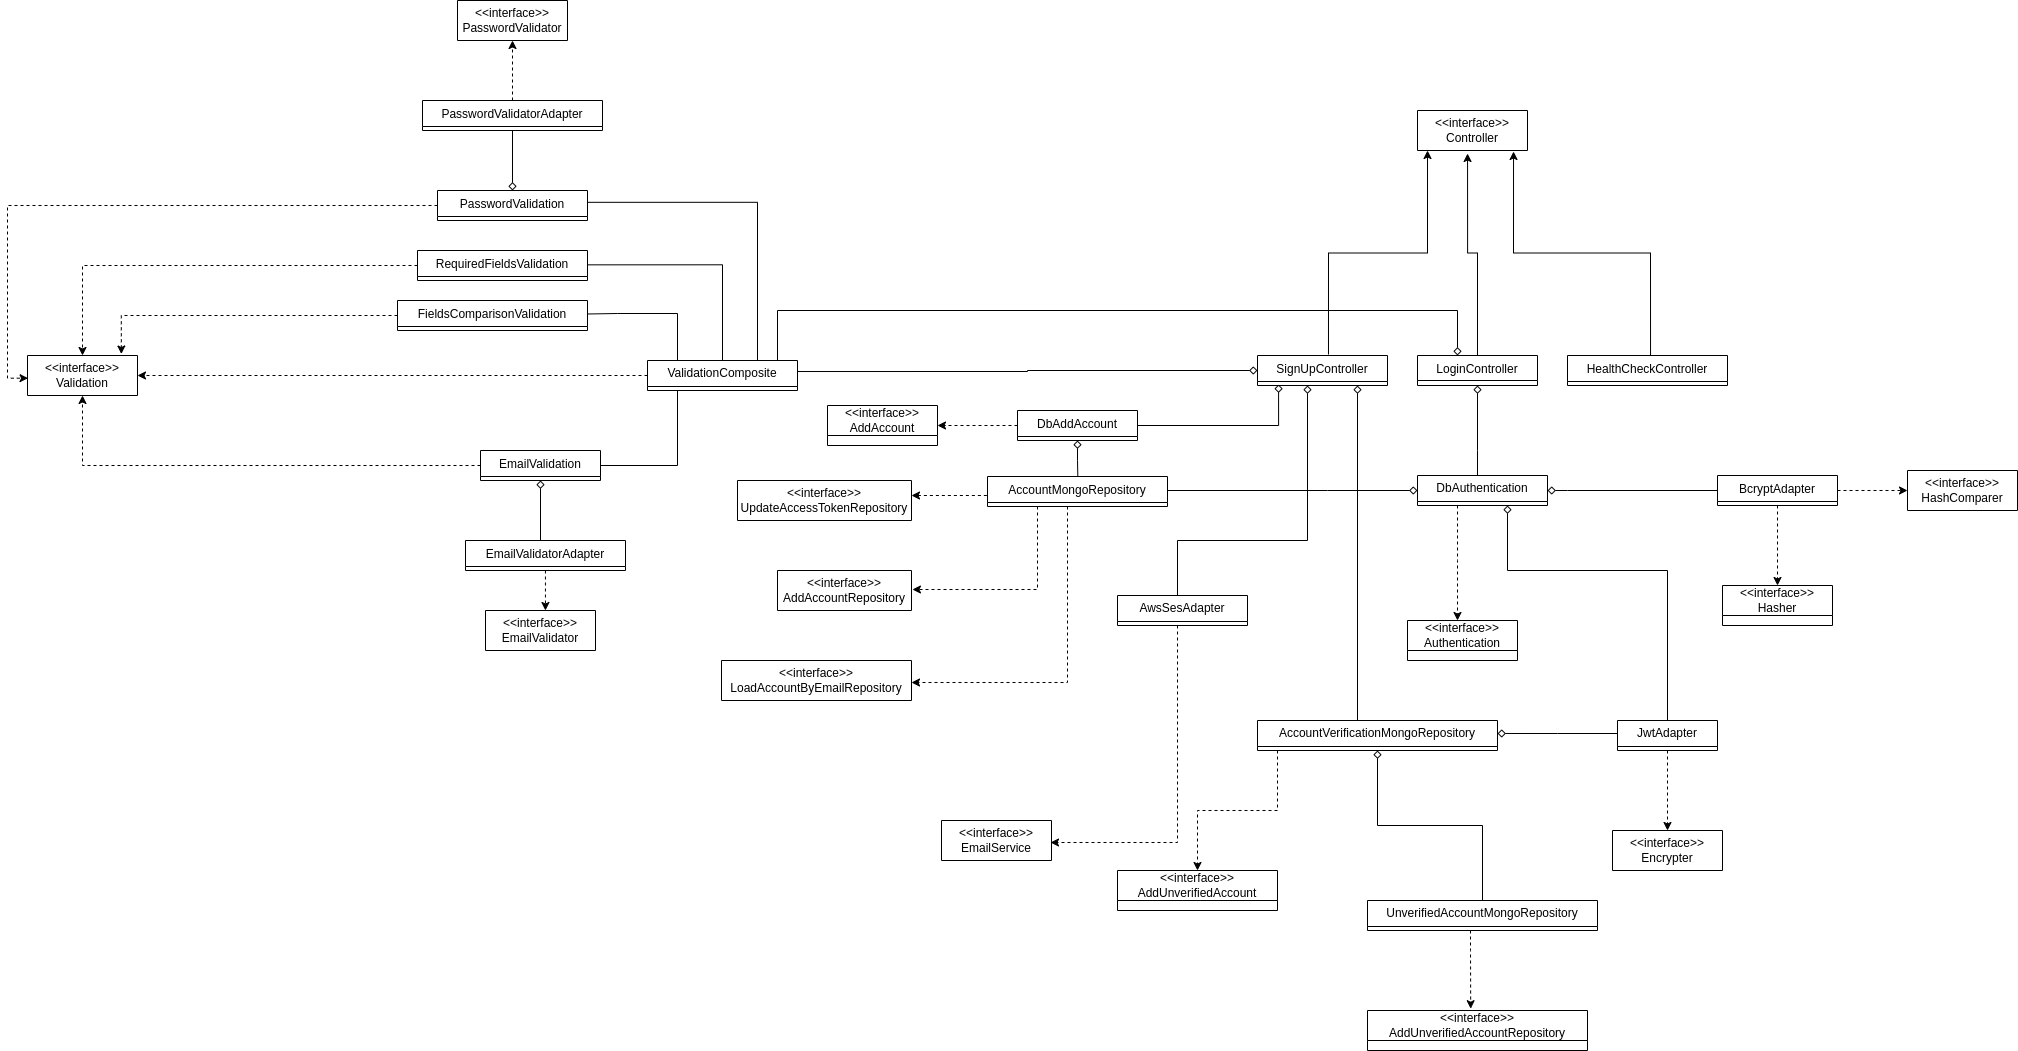 <<interface>>
PasswordValidator
PasswordValidatorAdapter
<<interface>>
Controller
PasswordValidation
RequiredFieldsValidation
FieldsComparisonValidation
<<interface>>
Validation
ValidationComposite
SignUpController
LoginController
HealthCheckController
<<interface>>
AddAccount
DbAddAccount
EmailValidation
<<interface>>
UpdateAccessTokenRepository
AccountMongoRepository
DbAuthentication
BcryptAdapter
<<interface>>
HashComparer
EmailValidatorAdapter
<<interface>>
AddAccountRepository
AwsSesAdapter
<<interface>>
Hasher
<<interface>>
EmailValidator
<<interface>>
Authentication
<<interface>>
LoadAccountByEmailRepository
AccountVerificationMongoRepository
JwtAdapter
<<interface>>
EmailService
<<interface>>
Encrypter
<<interface>>
AddUnverifiedAccount
UnverifiedAccountMongoRepository
<<interface>>
AddUnverifiedAccountRepository